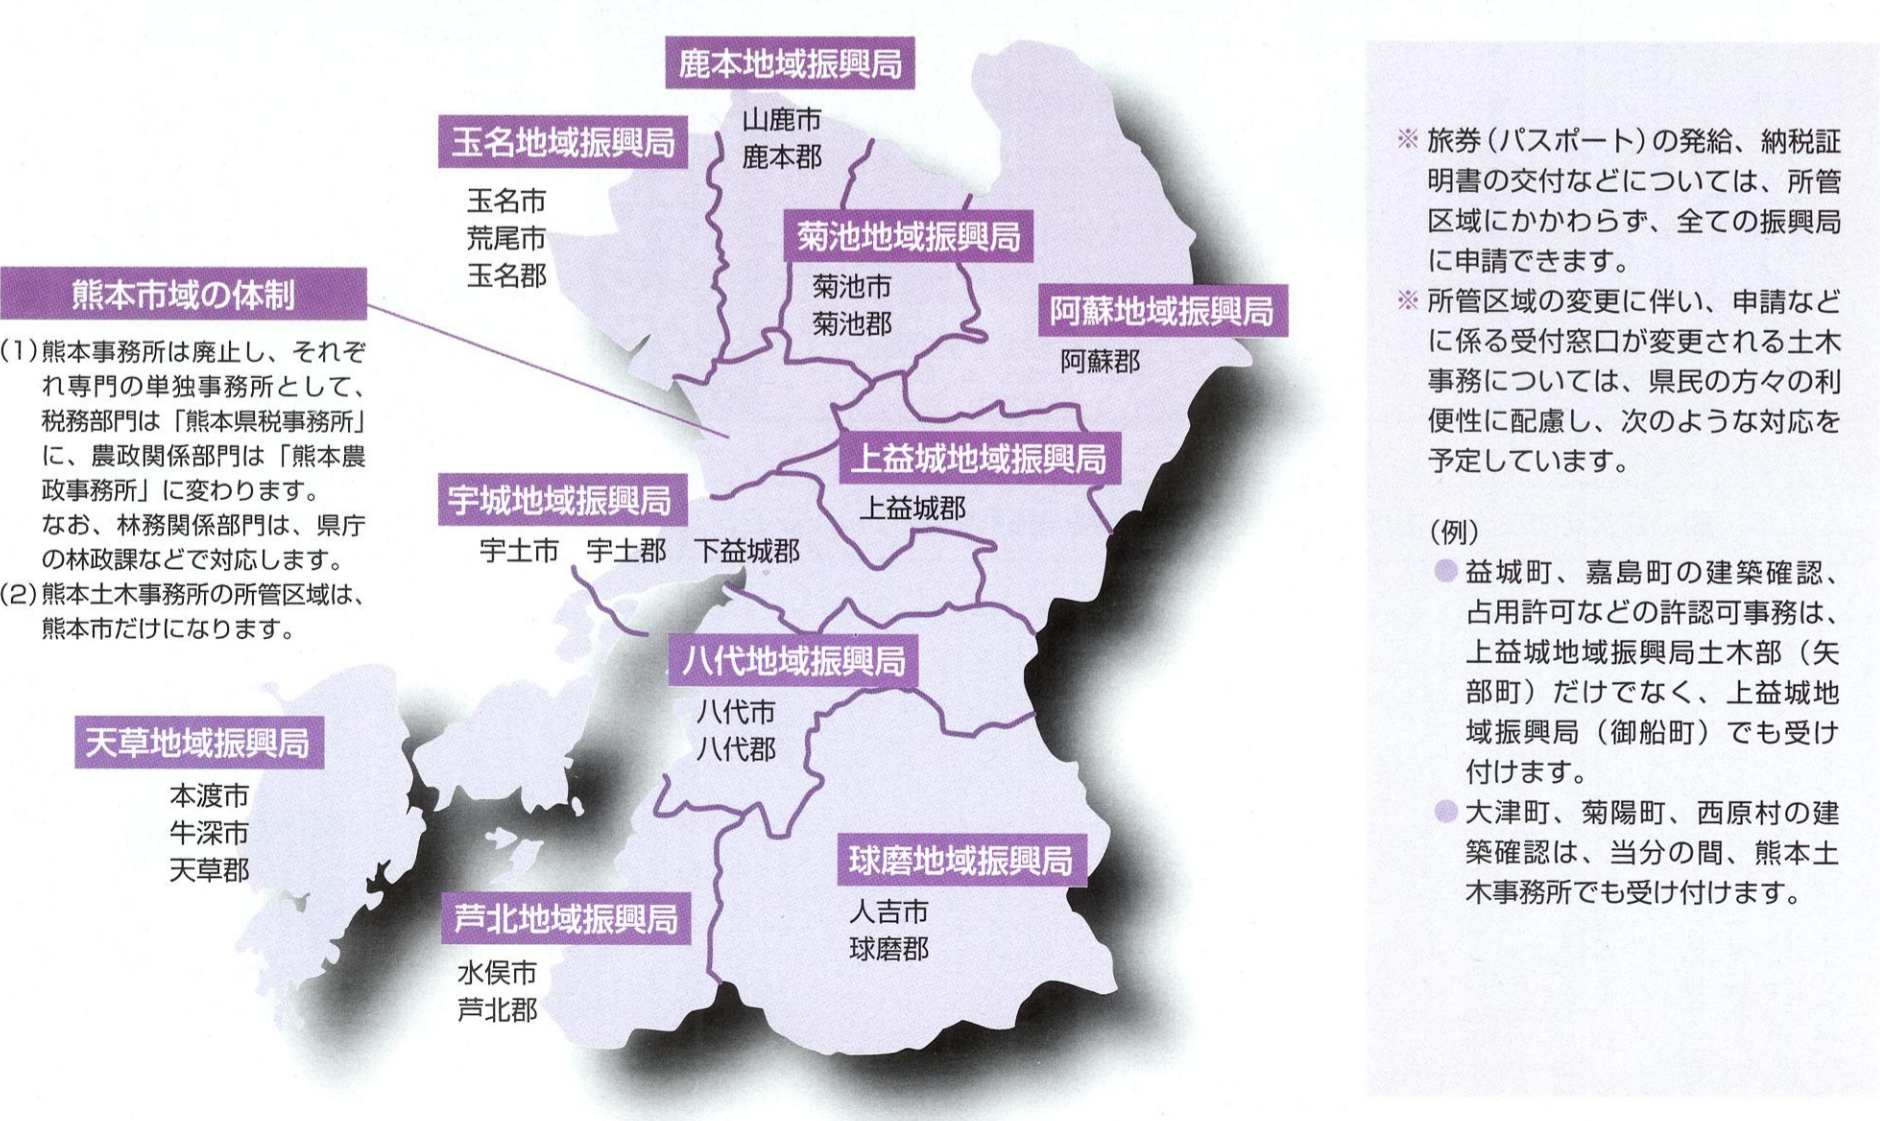 鹿本地域振興局
山鹿市
鹿本郡
玉名地域振興局
玉名市
荒尾市
玉名郡
菊池地域振興局
菊池市
菊池郡
阿蘇地域振興局
阿蘇郡
熊本市域の体制
(1)熊本事務所は廃止し、それぞ
れ専門の単独事務所として、
税務部門は「熊本県税事務所」
に、農政関係部門は「熊本農
政事務所」に変わります。
なお、林務関係部門は、県庁
の林政課などで対応します。
(2)熊本土木事務所の所管区域は、
熊本市だけになります。
上益城地域振興局
上益城郡
宇城地域振興局
宇土市 宇土郡 下益城郡
八代地域振興局
八代市
八代郡
天草地域振興局
本渡市
牛深市
天草郡
球磨地域振興局
人吉市
球磨郡
芦北地域振興局
水俣市
芦北郡
※旅券(パスポート)の発給、納税証
明書の交付などについては、所管
区域にかかわらず、全ての振興局
に申請できます。
※所管区域の変更に伴い、申請など
に係る受付窓口が変更される土木
事務については、県民の方々の利
便性に配慮し、次のような対応を
予定しています。
(例)
●益城町、嘉島町の建築確認、
占用許可などの許認可事務は、
上益城地域振興局土木部（矢
部町）だけでなく、上益城地
域振興局（御船町）でも受け
付けます。
●大津町、菊陽町、西原村の建
築確認は、当分の間、熊本土
木事務所でも受け付けます。